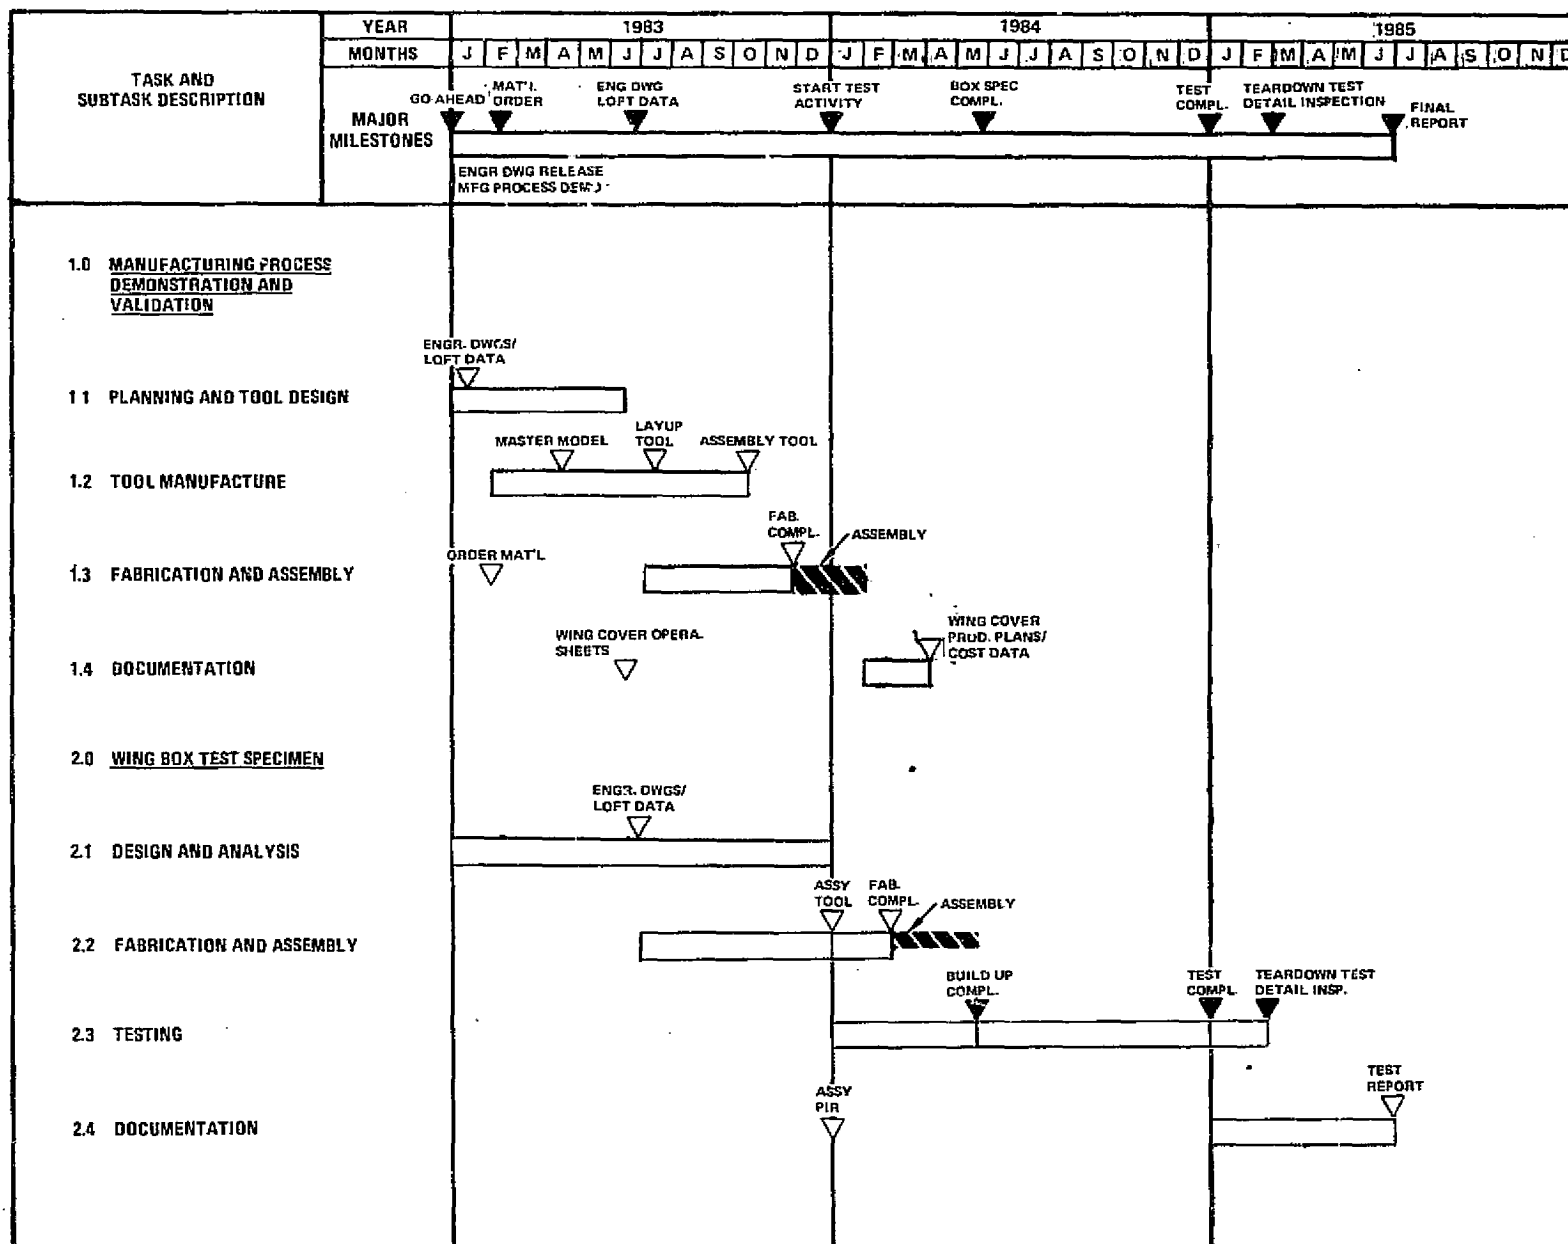 YEAR 1983 1984 1985
MONTHS J F M A M J J A S O N D J F M A M J J A S O N D J F M A M J J A S O N D
TASK AND
SUBTASK DESCRIPTION
MAJOR
MILESTONES
GO AHEAD
MAT'L
ORDER
ENG DWG
LOFT DATA
START TEST
ACTIVITY
BOX SPEC
COMPL.
TEST
COMPL.
TEARDOWN TEST
DETAIL INSPECTION
FINAL
REPORT
ENGR DWG RELEASE
MFG PROCESS DEMO
1.0 MANUFACTURING PROCESS
DEMONSTRATION AND
VALIDATION
ENGR. DWGS/
LOFT DATA
1.1 PLANNING AND TOOL DESIGN
MASTER MODEL
LAYUP
TOOL
ASSEMBLY TOOL
1.2 TOOL MANUFACTURE
FAB.
COMPL.
ASSEMBLY
ORDER MAT'L
1.3 FABRICATION AND ASSEMBLY
WING COVER OPERA.
SHEETS
WING COVER
PROD. PLANS/
COST DATA
1.4 DOCUMENTATION
2.0 WING BOX TEST SPECIMEN
ENGR. DWGS/
LOFT DATA
2.1 DESIGN AND ANALYSIS
ASSY
TOOL
FAB.
COMPL.
ASSEMBLY
2.2 FABRICATION AND ASSEMBLY
BUILD UP
COMPL.
TEST
COMPL.
TEARDOWN TEST
DETAIL INSP.
2.3 TESTING
ASSY
PIR
TEST
REPORT
2.4 DOCUMENTATION